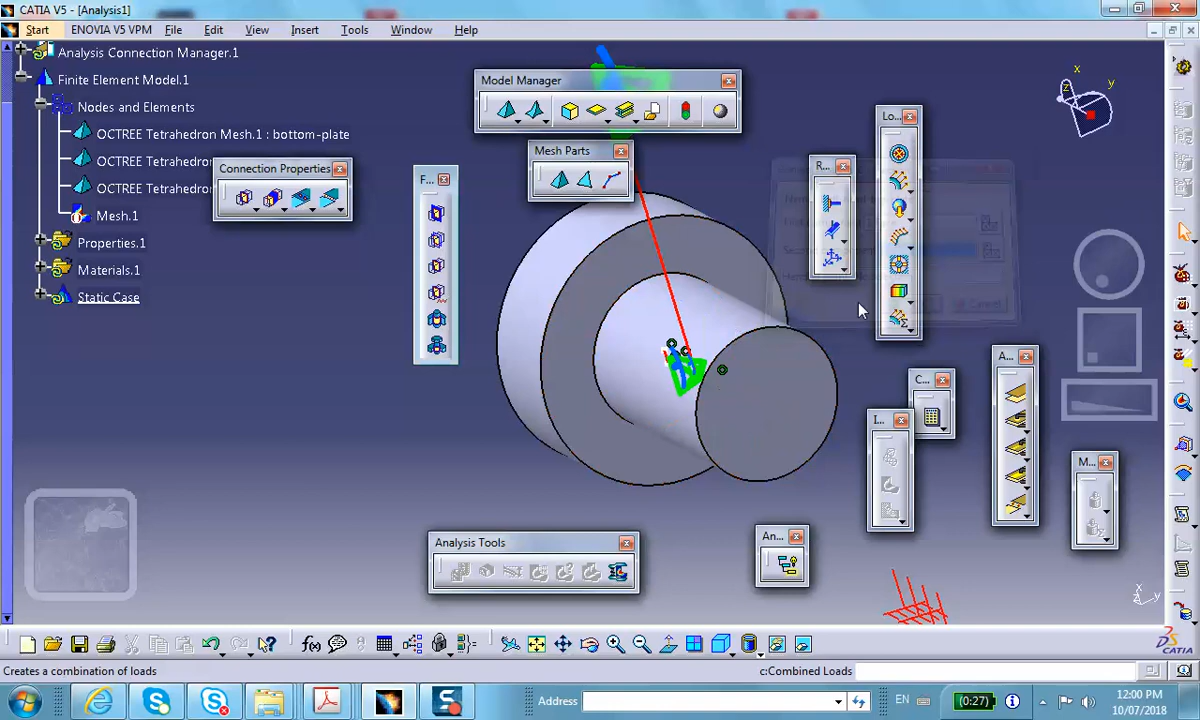 CATIA V5 - [Analysis1]
Start ENOVIA V5 VPM File Edit View Insert Tools Window Help
Analysis Connection Manager.1
Finite Element Model.1
Nodes and Elements
OCTREE Tetrahedron Mesh.1 : bottom-plate
OCTREE Tetrahedro
OCTREE Tetrahedro
Mesh.1
Properties.1
Materials.1
Static Case
Connection Properties
F...
Model Manager
Mesh Parts
R...
Lo...
x
y
z
C...
I...
A...
M...
Analysis Tools
An...
x
y
z
f(x)
DS
CATIA
Creates a combination of loads
c:Combined Loads
Address
EN
(0:27)
12:00 PM
10/07/2018